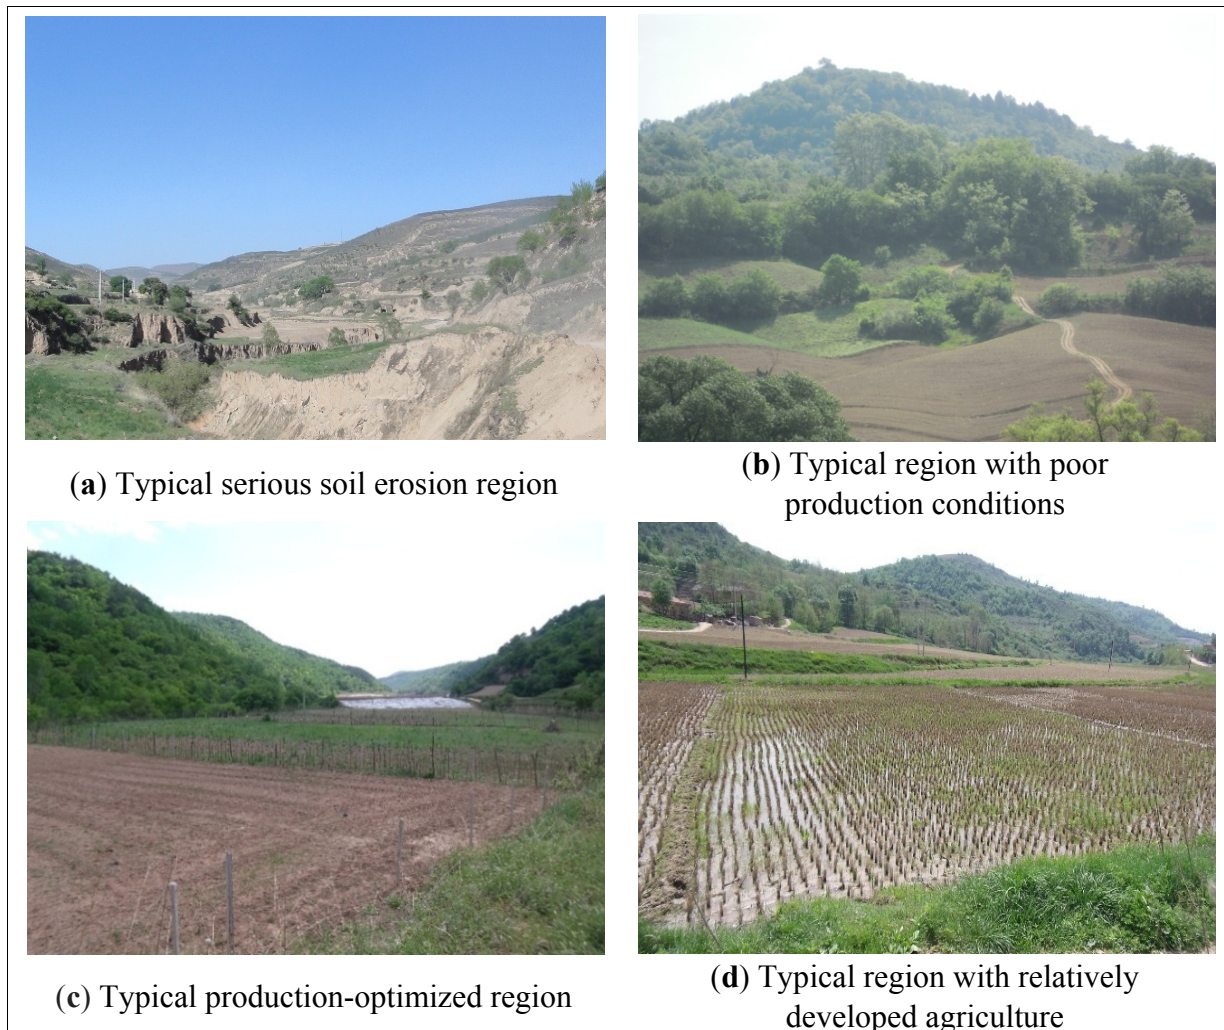 (a) Typical serious soil erosion region
(b) Typical region with poor
production conditions
(c) Typical production-optimized region
(d) Typical region with relatively
developed agriculture